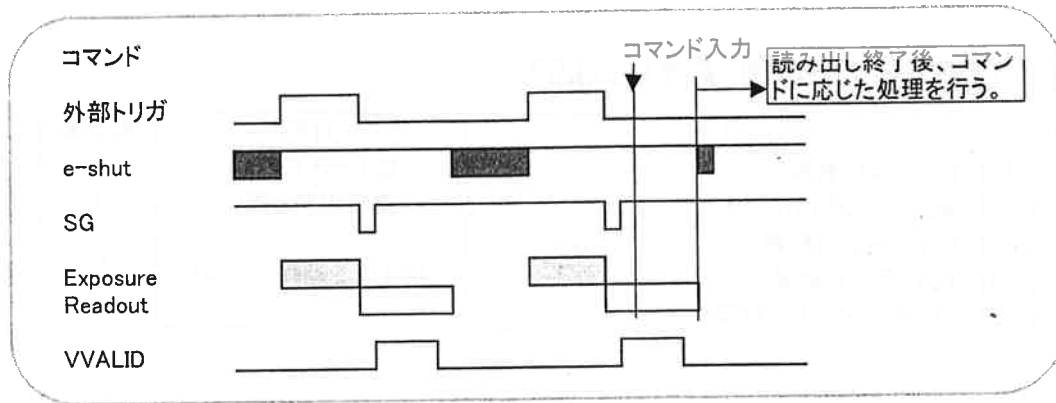 コマンド
コマンド入力
読み出し終了後、コマン
ドに応じた処理を行う。
外部トリガ
e-shut
SG
Exposure
Readout
VVALID